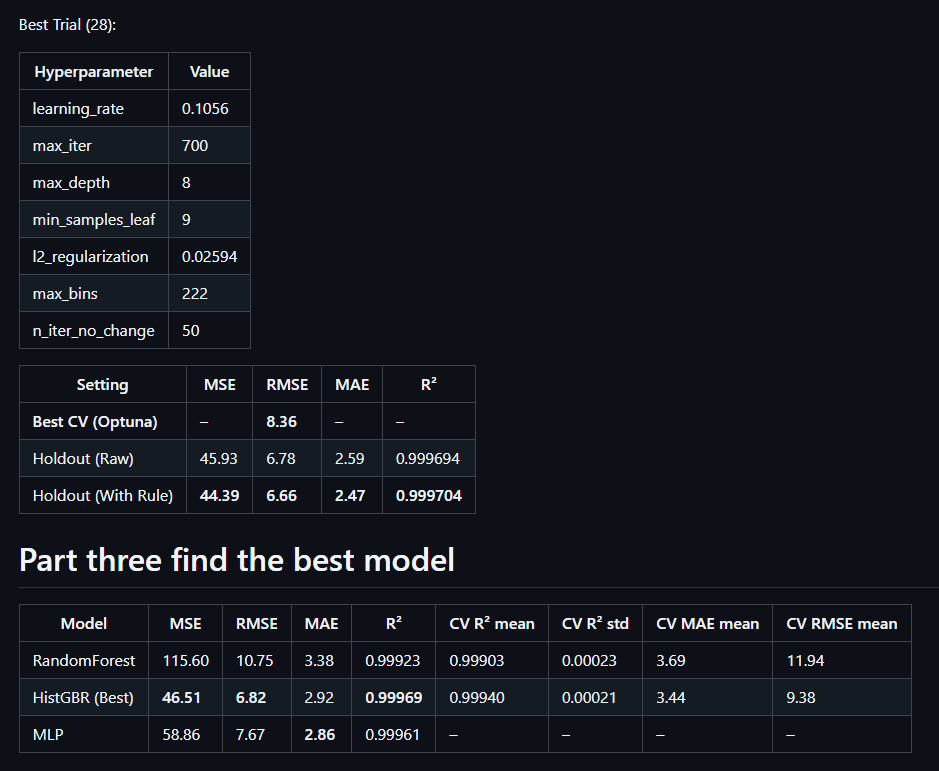 Best Trial (28):
Hyperparameter Value
learning_rate 0.1056
max_iter 700
max_depth 8
min_samples_leaf 9
l2_regularization 0.02594
max_bins 222
n_iter_no_change 50
Setting MSE RMSE MAE R²
Best CV (Optuna) – 8.36 – –
Holdout (Raw) 45.93 6.78 2.59 0.999694
Holdout (With Rule) 44.39 6.66 2.47 0.999704
Part three find the best model
Model MSE RMSE MAE R² CV R² mean CV R² std CV MAE mean CV RMSE mean
RandomForest 115.60 10.75 3.38 0.99923 0.99903 0.00023 3.69 11.94
HistGBR (Best) 46.51 6.82 2.92 0.99969 0.99940 0.00021 3.44 9.38
MLP 58.86 7.67 2.86 0.99961 – – – –